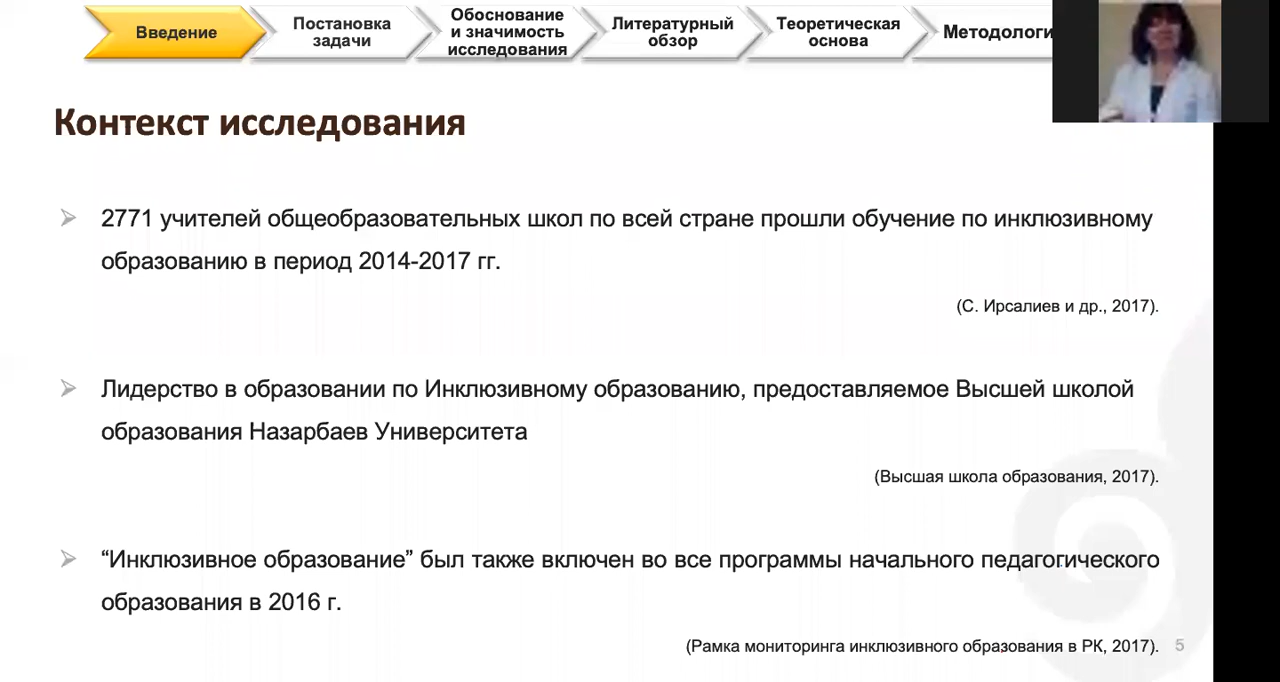 Введение
Постановка
задачи
Обоснование
и значимость
исследования
Литературный
обзор
Теоретическая
основа
Методологи
Контекст исследования
2771 учителей общеобразовательных школ по всей стране прошли обучение по инклюзивному
образованию в период 2014-2017 гг.
(С. Ирсалиев и др., 2017).
Лидерство в образовании по Инклюзивному образованию, предоставляемое Высшей школой
образования Назарбаев Университета
(Высшая школа образования, 2017).
“Инклюзивное образование” был также включен во все программы начального педагогического
образования в 2016 г.
(Рамка мониторинга инклюзивного образования в РК, 2017).
5